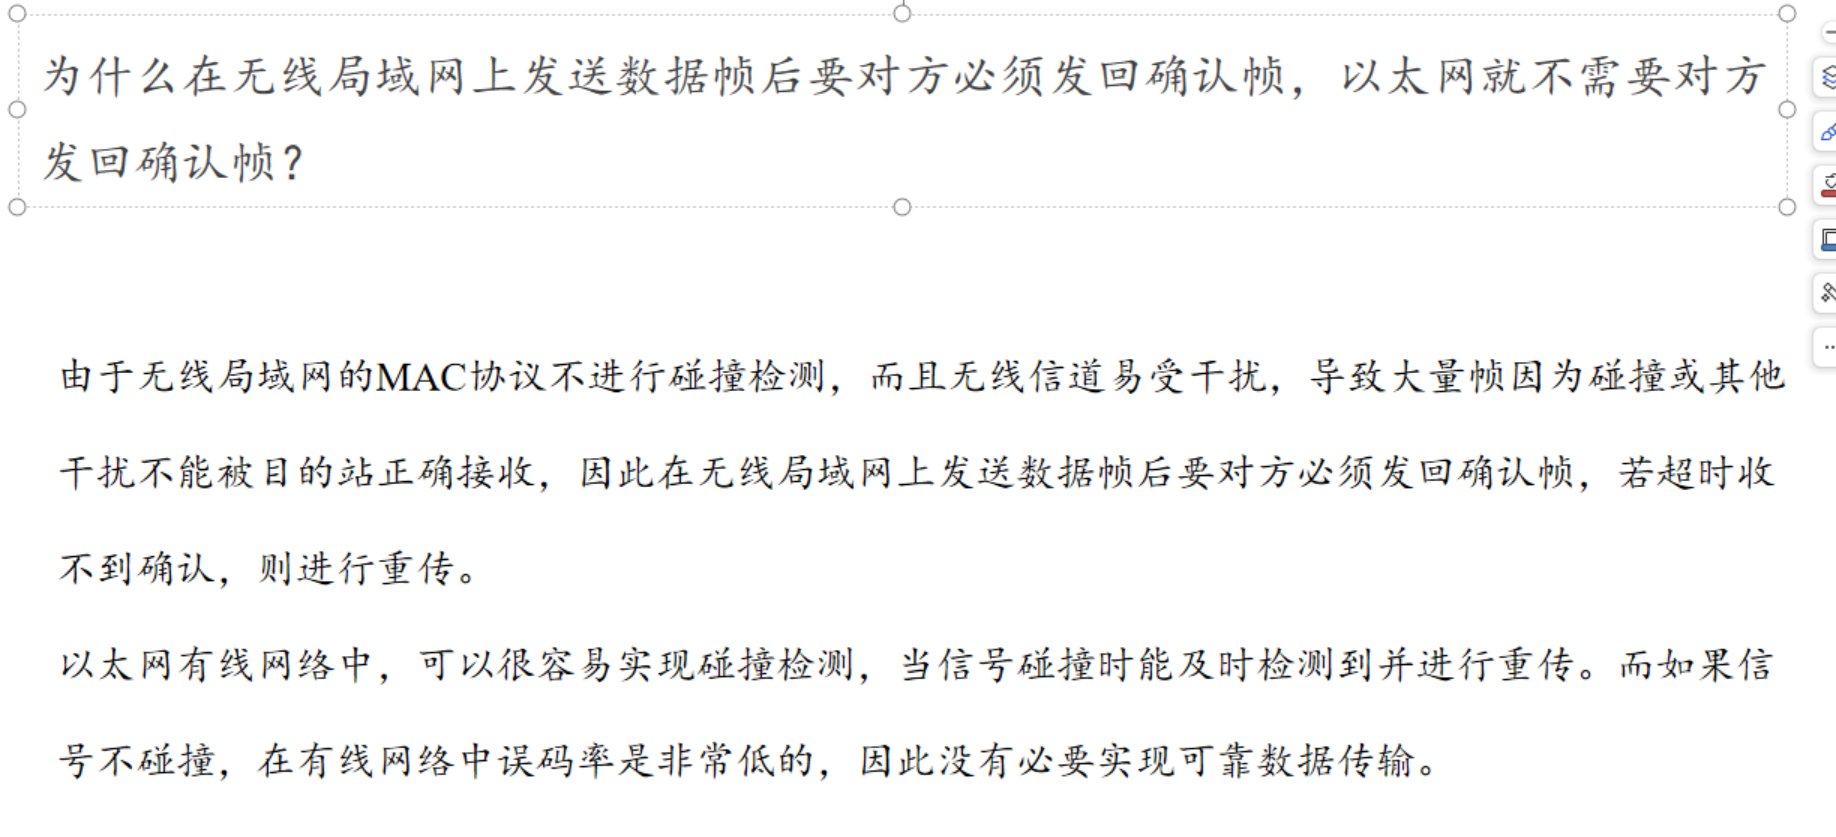 为什么在无线局域网上发送数据帧后要对方必须发回确认帧，以太网就不需要对方
发回确认帧？
由于无线局域网的MAC协议不进行碰撞检测，而且无线信道易受干扰，导致大量帧因为碰撞或其他
干扰不能被目的站正确接收，因此在无线局域网上发送数据帧后要对方必须发回确认帧，若超时收
不到确认，则进行重传。
以太网有线网络中，可以很容易实现碰撞检测，当信号碰撞时能及时检测到并进行重传。而如果信
号不碰撞，在有线网络中误码率是非常低的，因此没有必要实现可靠数据传输。